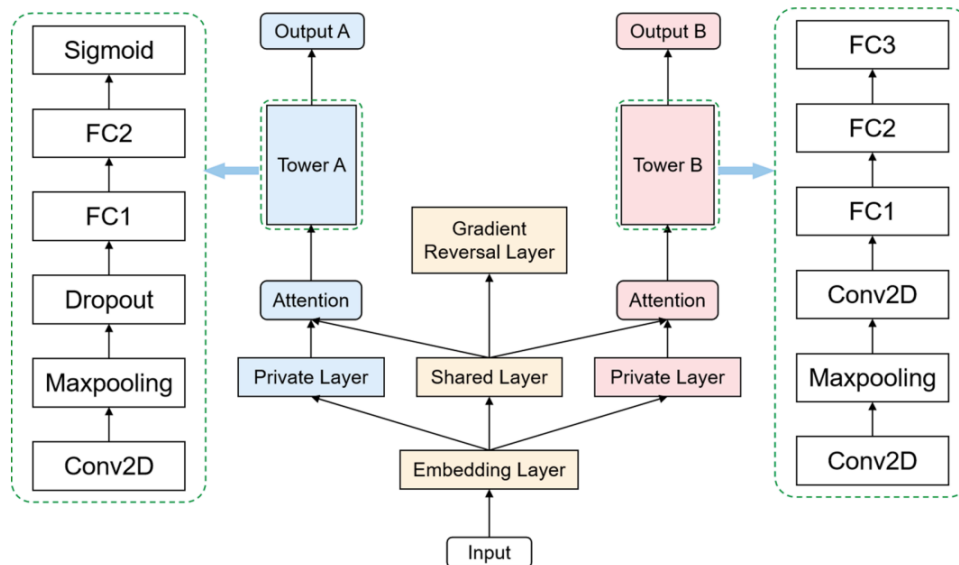 Sigmoid
FC2
FC1
Dropout
Maxpooling
Conv2D
Output A
Tower A
Attention
Private Layer
Gradient
Reversal Layer
Shared Layer
Embedding Layer
Input
Output B
Tower B
Attention
Private Layer
FC3
FC2
FC1
Conv2D
Maxpooling
Conv2D